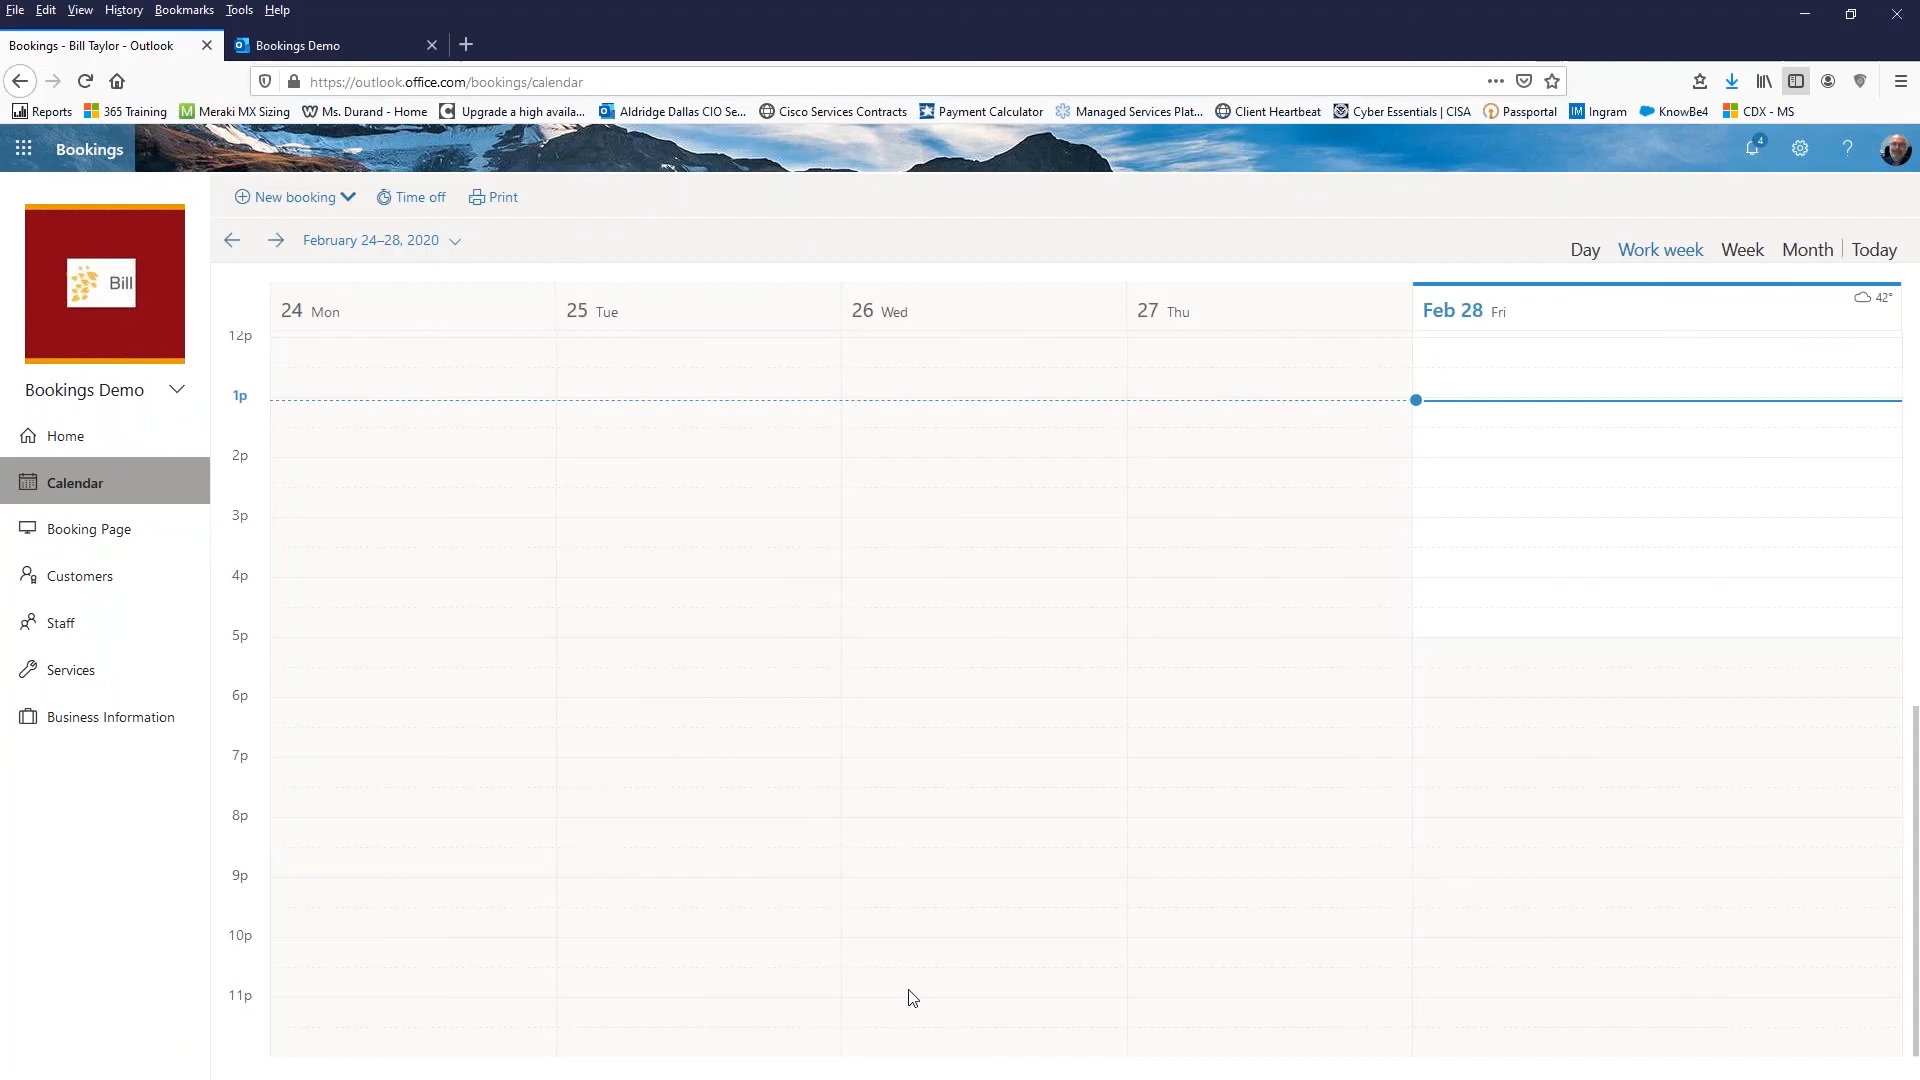 File Edit View History Bookmarks Tools Help
Bookings - Bill Taylor - Outlook Bookings Demo
https://outlook.office.com/bookings/calendar
Reports 365 Training Meraki MX Sizing Ms. Durand - Home Upgrade a high availa... Aldridge Dallas CIO Se... Cisco Services Contracts Payment Calculator Managed Services Plat... Client Heartbeat Cyber Essentials | CISA Passportal IM Ingram KnowBe4 CDX - MS
Bookings 4 ?
New booking Time off Print
February 24–28, 2020
Day Work week Week Month Today
Bill
Bookings Demo
Home
Calendar
Booking Page
Customers
Staff
Services
Business Information
24 Mon 25 Tue 26 Wed 27 Thu Feb 28 Fri 42°
12p
1p
2p
3p
4p
5p
6p
7p
8p
9p
10p
11p